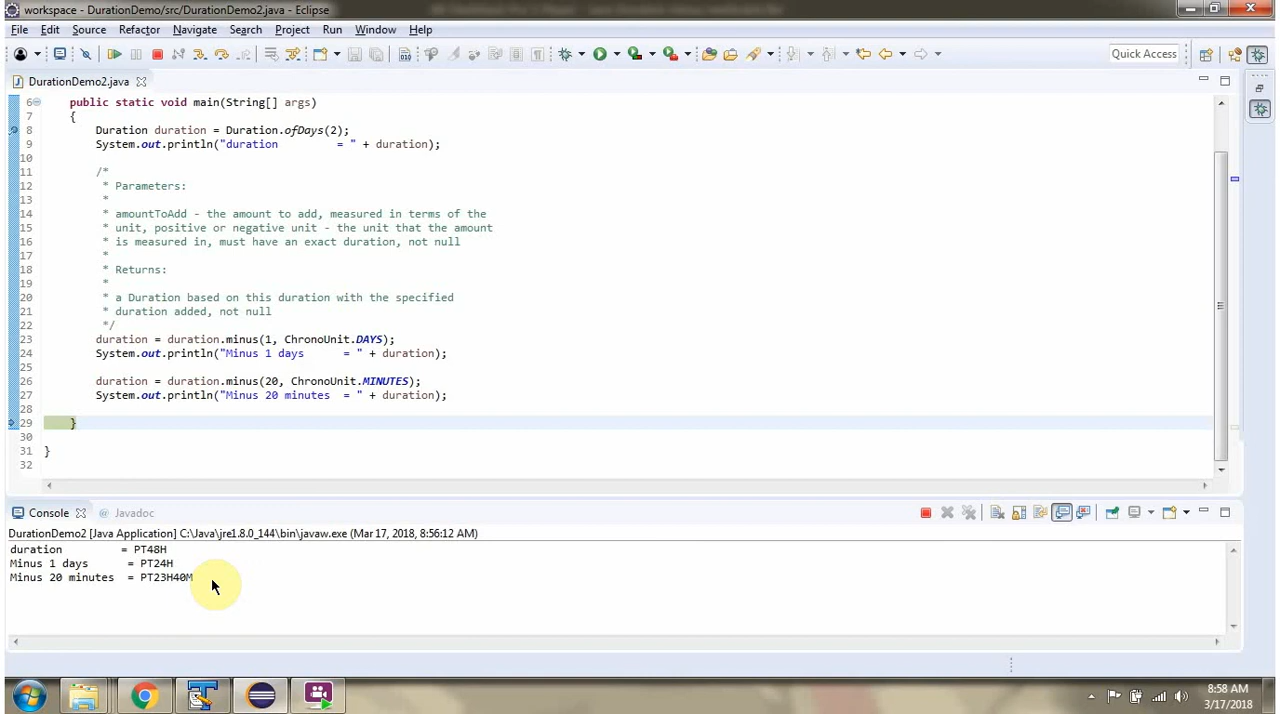 workspace - DurationDemo/src/DurationDemo2.java - Eclipse
File Edit Source Refactor Navigate Search Project Run Window Help
Quick Access
DurationDemo2.java
6 public static void main(String[] args)
7 {
8 Duration duration = Duration.ofDays(2);
9 System.out.println("duration         = " + duration);
10
11 /*
12 * Parameters:
13 *
14 * amountToAdd - the amount to add, measured in terms of the
15 * unit, positive or negative unit - the unit that the amount
16 * is measured in, must have an exact duration, not null
17 *
18 * Returns:
19 *
20 * a Duration based on this duration with the specified
21 * duration added, not null
22 */
23 duration = duration.minus(1, ChronoUnit.DAYS);
24 System.out.println("Minus 1 days      = " + duration);
25
26 duration = duration.minus(20, ChronoUnit.MINUTES);
27 System.out.println("Minus 20 minutes  = " + duration);
28
29 }
30
31 }
32
Console @ Javadoc
DurationDemo2 [Java Application] C:\Java\jre1.8.0_144\bin\javaw.exe (Mar 17, 2018, 8:56:12 AM)
duration         = PT48H
Minus 1 days      = PT24H
Minus 20 minutes  = PT23H40M
8:58 AM
3/17/2018